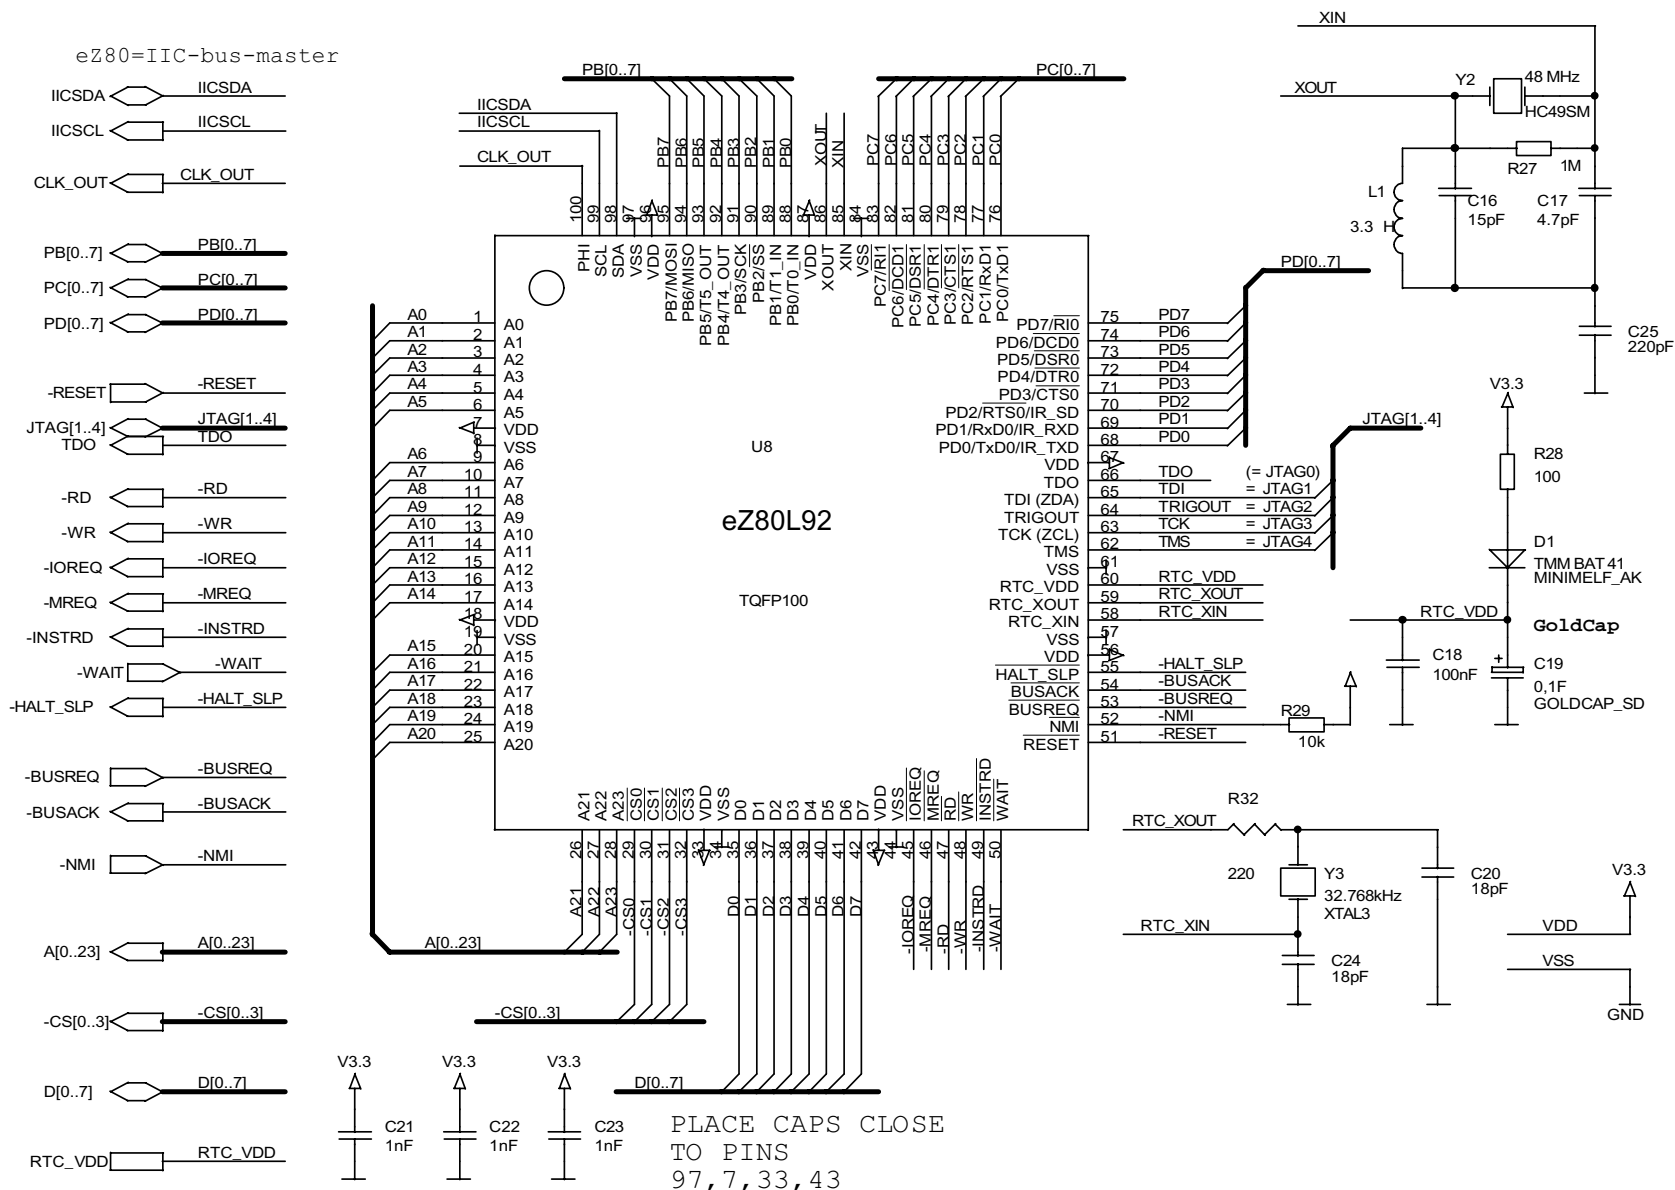 eZ80=IIC-bus-master
IICSDA IICSDA
IICSCL IICSCL
CLK_OUT CLK_OUT
PB[0..7] PB[0..7]
PC[0..7] PC[0..7]
PD[0..7] PD[0..7]
-RESET -RESET
JTAG[1..4] JTAG[1..4]
TDO TDO
-RD -RD
-WR -WR
-IOREQ -IOREQ
-MREQ -MREQ
-INSTRD -INSTRD
-WAIT -WAIT
-HALT_SLP -HALT_SLP
-BUSREQ -BUSREQ
-BUSACK -BUSACK
-NMI -NMI
A[0..23] A[0..23]
-CS[0..3] -CS[0..3]
D[0..7] D[0..7]
RTC_VDD RTC_VDD
PB[0..7]
PC[0..7]
IICSDA
IICSCL
CLK_OUT
100 PHI
99 SCL
98 SDA
97 VSS
96 VDD
PB7 95 PB7/MOSI
PB6 94 PB6/MISO
PB5 93 PB5/T5_OUT
PB4 92 PB4/T4_OUT
PB3 91 PB3/SCK
PB2 90 PB2/SS
PB1 89 PB1/T1_IN
PB0 88 PB0/T0_IN
87 VDD
XOUT 86 XOUT
XIN 85 XIN
84 VSS
PC7 83 PC7/RI1
PC6 82 PC6/DCD1
PC5 81 PC5/DSR1
PC4 80 PC4/DTR1
PC3 79 PC3/CTS1
PC2 78 PC2/RTS1
PC1 77 PC1/RxD1
PC0 76 PC0/TxD1
A0 1 A0
A1 2 A1
A2 3 A2
A3 4 A3
A4 5 A4
A5 6 A5
7 VDD
8 VSS
A6 9 A6
A7 10 A7
A8 11 A8
A9 12 A9
A10 13 A10
A11 14 A11
A12 15 A12
A13 16 A13
A14 17 A14
18 VDD
19 VSS
A15 20 A15
A16 21 A16
A17 22 A17
A18 23 A18
A19 24 A19
A20 25 A20
U8
eZ80L92
TQFP100
PD[0..7]
PD7/RI0 75 PD7
PD6/DCD0 74 PD6
PD5/DSR0 73 PD5
PD4/DTR0 72 PD4
PD3/CTS0 71 PD3
PD2/RTS0/IR_SD 70 PD2
PD1/RxD0/IR_RXD 69 PD1
PD0/TxD0/IR_TXD 68 PD0
VDD 67
JTAG[1..4]
TDO 66 TDO (= JTAG0)
TDI (ZDA) 65 TDI = JTAG1
TRIGOUT 64 TRIGOUT = JTAG2
TCK (ZCL) 63 TCK = JTAG3
TMS 62 TMS = JTAG4
VSS 61
RTC_VDD 60 RTC_VDD
RTC_XOUT 59 RTC_XOUT
RTC_XIN 58 RTC_XIN
VSS 57
VDD 56
HALT_SLP 55 -HALT_SLP
BUSACK 54 -BUSACK
BUSREQ 53 -BUSREQ
NMI 52 -NMI
RESET 51 -RESET
R29
10k
A21 26 A21
A22 27 A22
A23 28 A23
CS0 29 -CS0
CS1 30 -CS1
CS2 31 -CS2
CS3 32 -CS3
VDD 33
VSS 34
D0 35 D0
D1 36 D1
D2 37 D2
D3 38 D3
D4 39 D4
D5 40 D5
D6 41 D6
D7 42 D7
VDD 43
VSS 44
IOREQ 45 -IOREQ
MREQ 46 -MREQ
RD 47 -RD
WR 48 -WR
INSTRD 49 -INSTRD
WAIT 50 -WAIT
A[0..23]
-CS[0..3]
D[0..7]
XIN
XOUT
Y2
48 MHz
HC49SM
R27 1M
L1
3.3 H
C16
15pF
C17
4.7pF
C25
220pF
V3.3
R28
100
D1
TMM BAT 41
MINIMELF_AK
RTC_VDD
GoldCap
C18
100nF
+
C19
0,1F
GOLDCAP_SD
RTC_XOUT
R32
220
Y3
32.768kHz
XTAL3
C20
18pF
RTC_XIN
C24
18pF
V3.3
VDD
VSS
GND
V3.3
C21
1nF
V3.3
C22
1nF
V3.3
C23
1nF
PLACE CAPS CLOSE
TO PINS
97,7,33,43